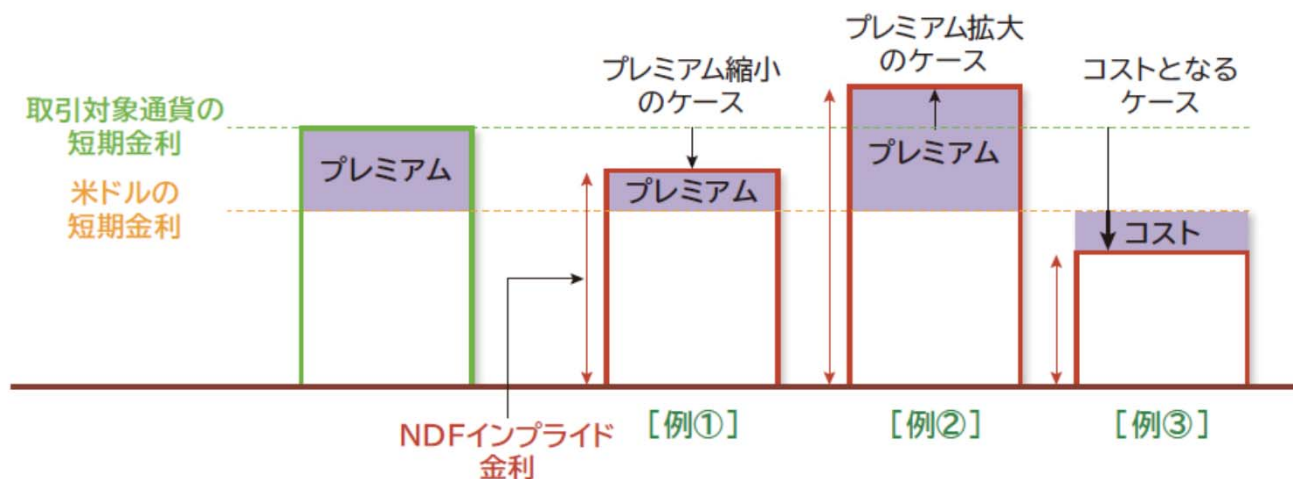 取引対象通貨の
短期金利
米ドルの
短期金利
プレミアム
プレミアム縮小
のケース
プレミアム
プレミアム拡大
のケース
プレミアム
コストとなる
ケース
コスト
NDFインプライド
金利
［例①］
［例②］
［例③］